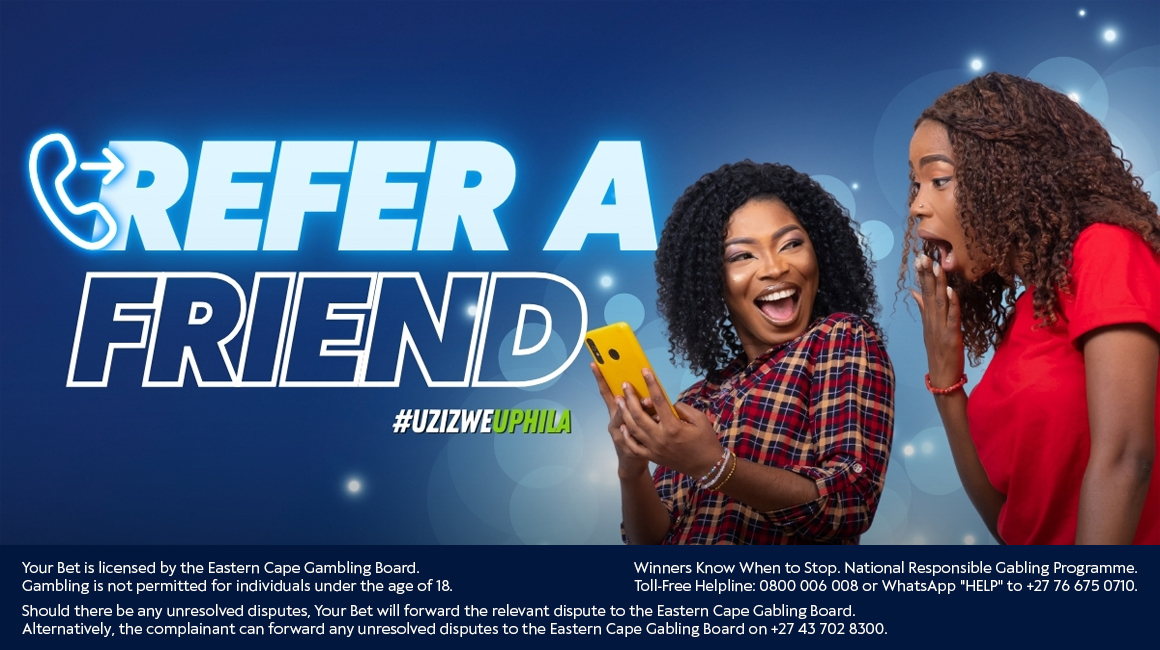 REFER A
FRIEND
#UZIZWEUPHILA
Your Bet is licensed by the Eastern Cape Gambling Board.
Gambling is not permitted for individuals under the age of 18.
Winners Know When to Stop. National Responsible Gabling Programme.
Toll-Free Helpline: 0800 006 008 or WhatsApp "HELP" to +27 76 675 0710.
Should there be any unresolved disputes, Your Bet will forward the relevant dispute to the Eastern Cape Gabling Board.
Alternatively, the complainant can forward any unresolved disputes to the Eastern Cape Gabling Board on +27 43 702 8300.